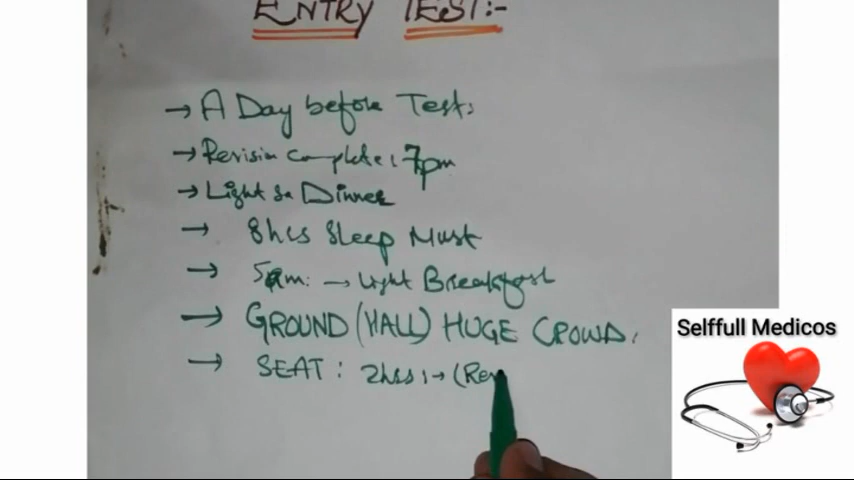 ENTRY TEST:-
→ A Day before Test:
→ Revision complete: 7pm
→ Light sa Dinner
→ 8hrs Sleep Must
→ 5am: → Light Breakfast
→ GROUND (HALL) HUGE CROWD.
→ SEAT: 2hrs: → (Rev
Selffull Medicos